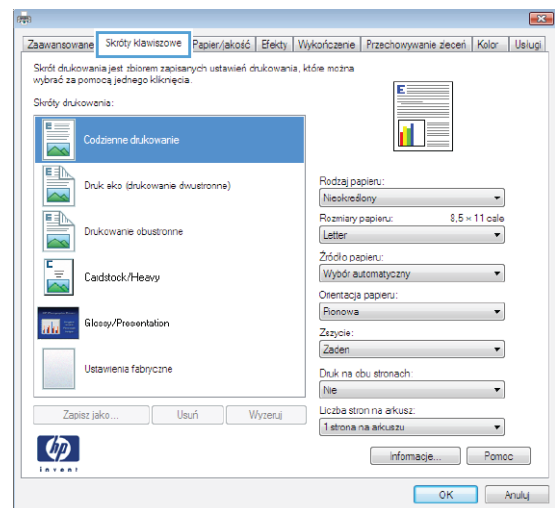 Zaawansowane Skróty klawiszowe Papier/jakość Efekty Wykończenie Przechowywanie zleceń Kolor Usługi
Skrót drukowania jest zbiorem zapisanych ustawień drukowania, które można
wybrać za pomocą jednego kliknięcia.
Skróty drukowania:
Codzienne drukowanie
Druk eko (drukowanie dwustronne)
Drukowanie obustronne
Cardstock/Heavy
Glossy/Presentation
Ustawienia fabryczne
Zapisz jako... Usuń Wyzeruj
E
Rodzaj papieru:
Nieokreślony
Rozmiary papieru: 8,5 × 11 cale
Letter
Źródło papieru:
Wybór automatyczny
Orientacja papieru:
Pionowa
Zszycie:
Żaden
Druk na obu stronach:
Nie
Liczba stron na arkusz:
1 strona na arkuszu
hp
invent
Informacje... Pomoc
OK Anuluj